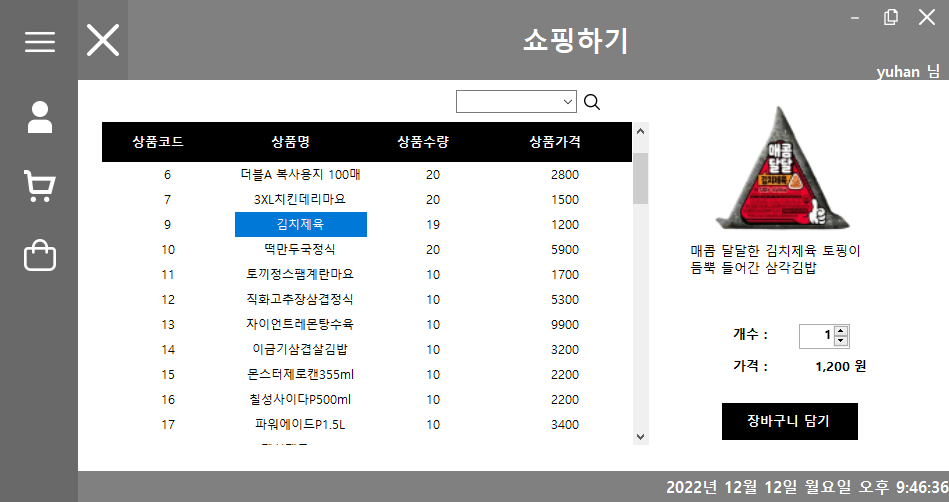 쇼핑하기
yuhan 님
상품코드 상품명 상품수량 상품가격
6 더블A 복사용지 100매 20 2800
7 3XL치킨데리마요 20 1500
9 김치제육 19 1200
10 떡만두국정식 20 5900
11 토끼정스팸계란마요 10 1700
12 직화고추장삼겹정식 10 5300
13 자이언트레몬탕수육 10 9900
14 이금기삼겹살김밥 10 3200
15 몬스터제로캔355ml 10 2200
16 칠성사이다P500ml 10 2200
17 파워에이드P1.5L 10 3400
매콤
달달
김치제육
매콤 달달한 김치제육 토핑이
듬뿍 들어간 삼각김밥
개수 : 1
가격 : 1,200 원
장바구니 담기
2022년 12월 12일 월요일 오후 9:46:36